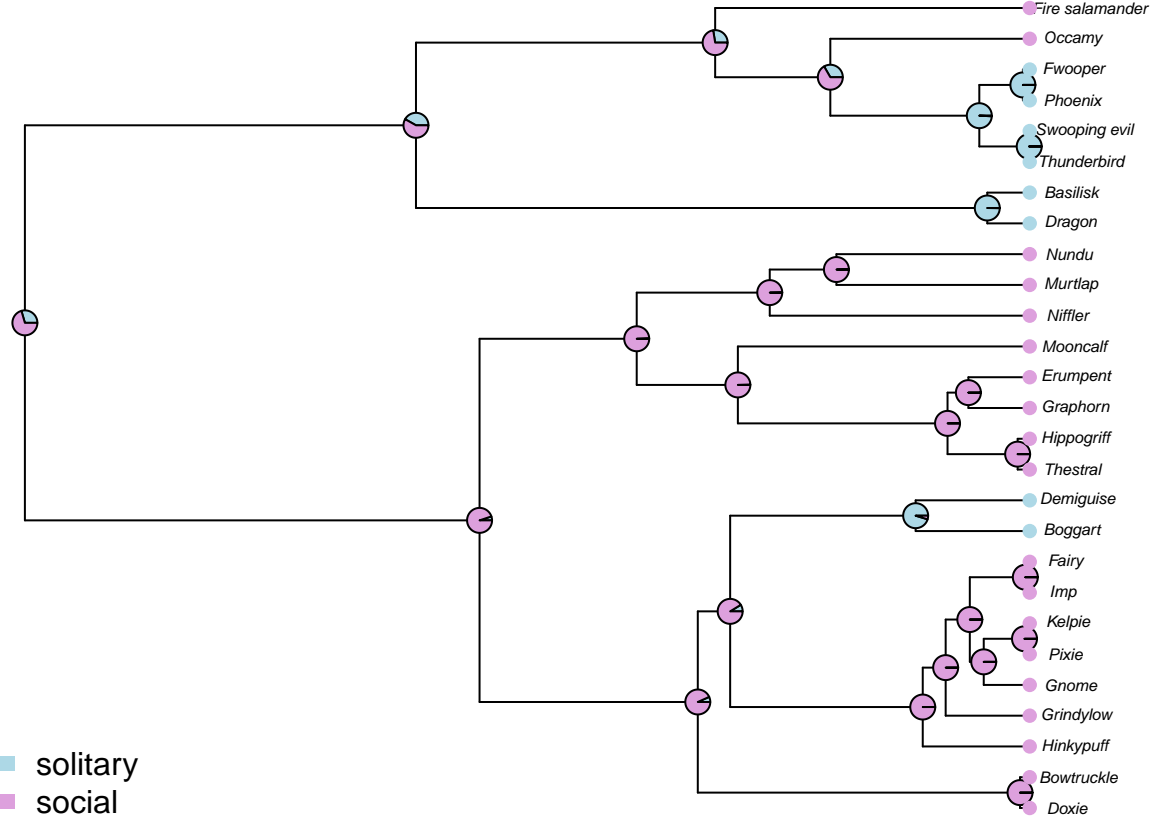 Fire salamander
Occamy
Fwooper
Phoenix
Swooping evil
Thunderbird
Basilisk
Dragon
Nundu
Murtlap
Niffler
Mooncalf
Erumpent
Graphorn
Hippogriff
Thestral
Demiguise
Boggart
Fairy
Imp
Kelpie
Pixie
Gnome
Grindylow
Hinkypuff
Bowtruckle
Doxie
solitary
social